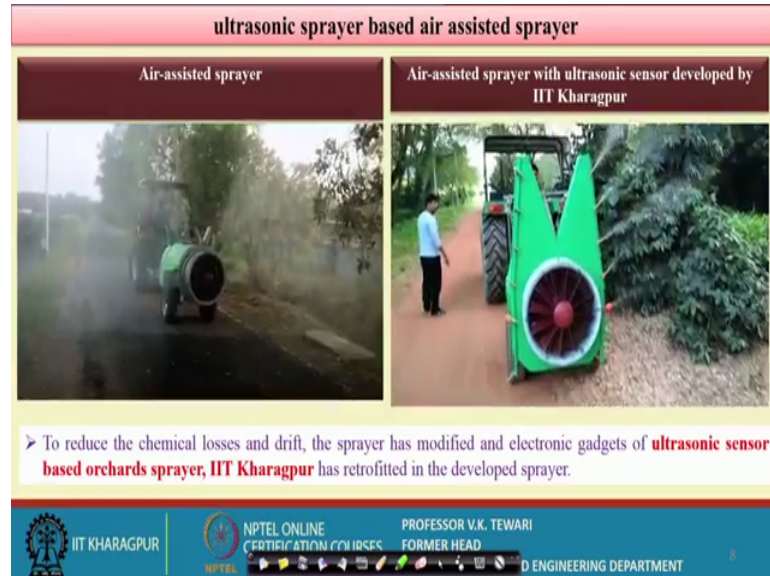 ultrasonic sprayer based air assisted sprayer
Air-assisted sprayer
Air-assisted sprayer with ultrasonic sensor developed by
IIT Kharagpur
➤ To reduce the chemical losses and drift, the sprayer has modified and electronic gadgets of ultrasonic sensor
based orchards sprayer, IIT Kharagpur has retrofitted in the developed sprayer.
IIT KHARAGPUR
NPTEL
NPTEL ONLINE
CERTIFICATION COURSES
PROFESSOR V.K. TEWARI
FORMER HEAD
D ENGINEERING DEPARTMENT
8